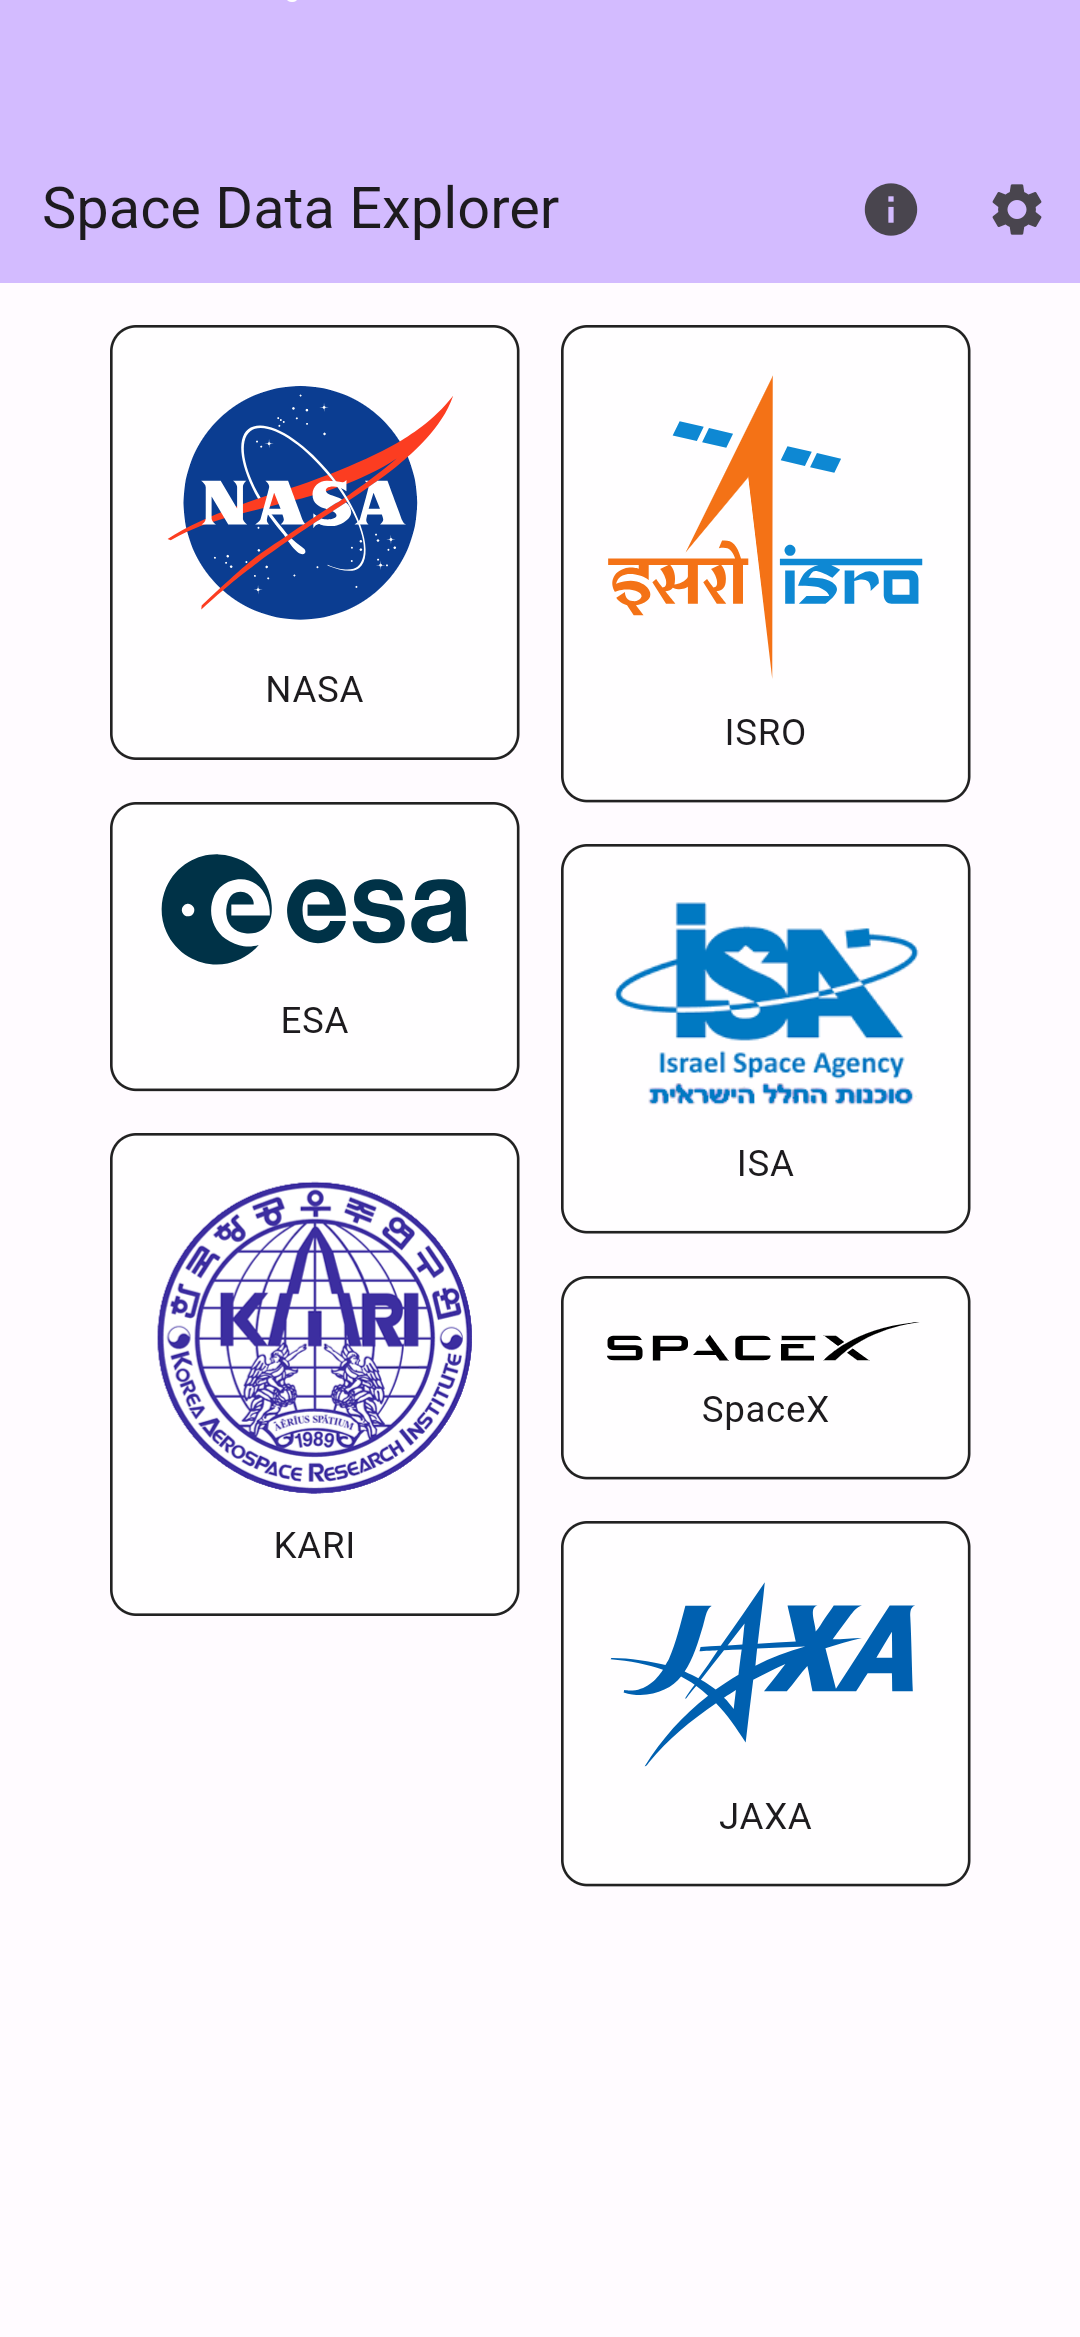 Space Data Explorer
NASA
NASA
इसरो isro
ISRO
esa
ESA
ISA
Israel Space Agency
סוכנות החלל הישראלית
ISA
한국항공우주연구원
KARI
AĒRĬUS SPĂTIUM
1989
KOREA AEROSPACE RESEARCH INSTITUTE
KARI
SPACEX
SpaceX
JAXA
JAXA